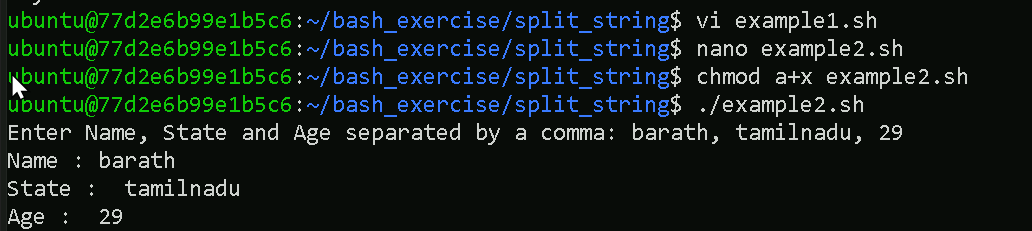 ubuntu@77d2e6b99e1b5c6:~/bash_exercise/split_string$ vi example1.sh
ubuntu@77d2e6b99e1b5c6:~/bash_exercise/split_string$ nano example2.sh
ubuntu@77d2e6b99e1b5c6:~/bash_exercise/split_string$ chmod a+x example2.sh
ubuntu@77d2e6b99e1b5c6:~/bash_exercise/split_string$ ./example2.sh
Enter Name, State and Age separated by a comma: barath, tamilnadu, 29
Name : barath
State :  tamilnadu
Age :  29